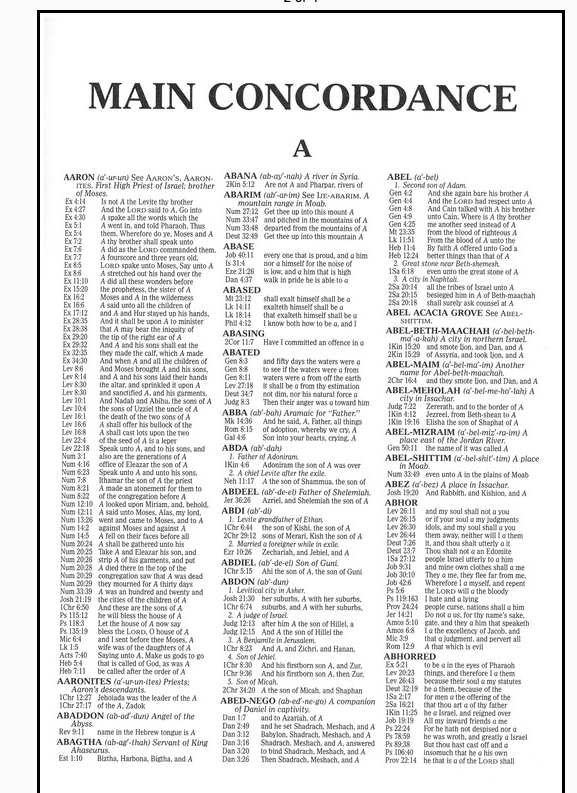 MAIN CONCORDANCE
A
AARON (a'-ur-un) See AARON'S, AARON-
ITES. First High Priest of Israel; brother
of Moses.
Ex 4:14 Is not A the Levite thy brother
Ex 4:27 And the LORD said to A, Go into
Ex 4:30 A spake all the words which the
Ex 5:1 A went in, and told Pharaoh, Thus
Ex 5:4 them, Wherefore do ye, Moses and A
Ex 7:2 A thy brother shall speak unto
Ex 7:6 A did as the LORD commanded them.
Ex 7:7 A fourscore and three years old,
Ex 8:5 LORD spake unto Moses, Say unto A
Ex 8:6 A stretched out his hand over the
Ex 11:10 A did all these wonders before
Ex 15:20 the prophetess, the sister of A
Ex 16:2 Moses and A in the wilderness
Ex 16:6 A said unto all the children of
Ex 17:12 and A and Hur stayed up his hands,
Ex 28:35 And it shall be upon A to minister
Ex 28:38 that A may bear the iniquity of
Ex 29:20 the tip of the right ear of A
Ex 29:32 And A and his sons shall eat the
Ex 32:35 they made the calf, which A made
Ex 34:30 And when A and all the children of
Lev 8:6 And Moses brought A and his sons,
Lev 8:14 and A and his sons laid their hands
Lev 8:30 the altar, and sprinkled it upon A
Lev 8:30 and sanctified A, and his garments,
Lev 10:1 Nadab and Abihu, the sons of A
Lev 10:4 the sons of Uzziel the uncle of A
Lev 16:1 the death of the two sons of A
Lev 16:6 A shall offer his bullock of the
Lev 16:8 A shall cast lots upon the two
Lev 22:4 of the seed of A is a leper
Lev 22:18 Speak unto A, and to his sons, and
Num 3:1 also are the generations of A
Num 4:16 office of Eleazar the son of A
Num 6:23 Speak unto A and unto his sons,
Num 7:8 Ithamar the son of A the priest
Num 8:21 A made an atonement for them to
Num 8:22 of the congregation before A
Num 12:10 A looked upon Miriam, and, behold,
Num 12:11 A said unto Moses, Alas, my lord,
Num 13:26 went and came to Moses, and to A
Num 14:2 against Moses and against A
Num 14:5 A fell on their faces before all
Num 20:24 A shall be gathered unto his
Num 20:25 Take A and Eleazar his son, and
Num 20:26 strip A of his garments, and put
Num 20:28 A died there in the top of the
Num 20:29 congregation saw that A was dead
Num 20:29 they mourned for A thirty days
Num 33:39 A was an hundred and twenty and
Josh 21:19 the cities of the children of A
1Chr 6:50 And these are the sons of A
Ps 115:12 he will bless the house of A
Ps 118:3 Let the house of A now say
Ps 135:19 bless the LORD, O house of A
Mic 6:4 and I sent before thee Moses, A
Lk 1:5 wife was of the daughters of A
Acts 7:40 Saying unto A, Make us gods to go
Heb 5:4 that is called of God, as was A
Heb 7:11 be called after the order of A
AARONITES (a'-ur-un-ites) Priests;
Aaron's descendants.
1Chr 12:27 Jehoiada was the leader of the A
1Chr 27:17 of the A, Zadok
ABADDON (ab-ad'-dun) Angel of the
Abyss.
Rev 9:11 name in the Hebrew tongue is A
ABAGTHA (ab-ag'-thah) Servant of King
Ahaseurus.
Est 1:10 Biztha, Harbona, Bigtha, and A
ABANA (ab-ay'-nah) A river in Syria.
2Kin 5:12 Are not A and Pharpar, rivers of
ABARIM (ab'-ar-im) See IJE-ABARIM. A
mountain range in Moab.
Num 27:12 Get thee up into this mount A
Num 33:47 and pitched in the mountains of A
Num 33:48 departed from the mountains of A
Deut 32:49 Get thee up into this mountain A
ABASE
Job 40:11 every one that is proud, and a him
Is 31:4 nor a himself for the noise of
Eze 21:26 is low, and a him that is high
Dan 4:37 walk in pride he is able to a
ABASED
Mt 23:12 shall exalt himself shall be a
Lk 14:11 exalteth himself shall be a
Lk 18:14 that exalteth himself shall be a
Phil 4:12 I know both how to be a, and I
ABASING
2Cor 11:7 Have I committed an offence in a
ABATED
Gen 8:3 and fifty days the waters were a
Gen 8:8 to see if the waters were a from
Gen 8:11 waters were a from off the earth
Lev 27:18 it shall be a from thy estimation
Deut 34:7 not dim, nor his natural force a
Judg 8:3 Then their anger was a toward him
ABBA (ab'-bah) Aramaic for "Father."
Mk 14:36 And he said, A, Father, all things
Rom 8:15 of adoption, whereby we cry, A
Gal 4:6 Son into your hearts, crying, A
ABDA (ab'-dah)
1. Father of Adoniram.
1Kin 4:6 Adoniram the son of A was over
2. A chief Levite after the exile.
Neh 11:17 A the son of Shammua, the son of
ABDEEL (ab'-de-el) Father of Shelemiah.
Jer 36:26 Azriel, and Shelemiah the son of A
ABDI (ab'-di)
1. Levite grandfather of Ethan.
1Chr 6:44 the son of Kishi, the son of A
2Chr 29:12 sons of Merari, Kish the son of A
2. Married a foreigner while in exile.
Ezr 10:26 Zechariah, and Jehiel, and A
ABDIEL (ab'-de-el) Son of Guni.
1Chr 5:15 Ahi the son of A, the son of Guni
ABDON (ab'-dun)
1. Levitical city in Asher.
Josh 21:30 her suburbs, A with her suburbs,
1Chr 6:74 suburbs, and A with her suburbs,
2. A judge of Israel.
Judg 12:13 after him A the son of Hillel, a
Judg 12:15 And A the son of Hillel the
3. A Benjamite in Jerusalem.
1Chr 8:23 And A, and Zichri, and Hanan,
4. Son of Jehiel.
1Chr 8:30 And his firstborn son A, and Zur,
1Chr 9:36 And his firstborn son A, then Zur,
5. Son of Micah.
2Chr 34:20 A the son of Micah, and Shaphan
ABED-NEGO (ab-ed'-ne-go) A companion
of Daniel in captivity.
Dan 1:7 and to Azariah, of A
Dan 2:49 and he set Shadrach, Meshach, and A
Dan 3:12 Babylon, Shadrach, Meshach, and A
Dan 3:16 Shadrach, Meshach, and A, answered
Dan 3:20 to bind Shadrach, Meshach, and A
Dan 3:26 Then Shadrach, Meshach, and A
ABEL (a'-bel)
1. Second son of Adam.
Gen 4:2 And she again bare his brother A
Gen 4:4 And the LORD had respect unto A
Gen 4:8 And Cain talked with A his brother
Gen 4:9 unto Cain, Where is A thy brother
Gen 4:25 me another seed instead of A
Mt 23:35 from the blood of righteous A
Lk 11:51 From the blood of A unto the
Heb 11:4 By faith A offered unto God a
Heb 12:24 better things than that of A
2. Great stone near Beth-shemesh.
1Sa 6:18 even unto the great stone of A
3. A city in Naphtali.
2Sa 20:14 all the tribes of Israel unto A
2Sa 20:15 besieged him in A of Beth-maachah
2Sa 20:18 shall surely ask counsel at A
ABEL ACACIA GROVE See ABEL-
SHITTIM.
ABEL-BETH-MAACHAH (a'-bel-beth-
ma'-a-kah) A city in northern Israel.
1Kin 15:20 and smote Ijon, and Dan, and A
2Kin 15:29 of Assyria, and took Ijon, and A
ABEL-MAIM (a'-bel-ma'-im) Another
name for Abel-beth-maachah.
2Chr 16:4 and they smote Ijon, and Dan, and A
ABEL-MEHOLAH (a'-bel-me-ho'-lah) A
city in Issachar.
Judg 7:22 Zererath, and to the border of A
1Kin 4:12 Jezreel, from Beth-shean to A
1Kin 19:16 Elisha the son of Shaphat of A
ABEL-MIZRAIM (a'-bel-miz'-ra-im) A
place east of the Jordan River.
Gen 50:11 the name of it was called A
ABEL-SHITTIM (a'-bel-shit'-tim) A place
in Moab.
Num 33:49 even unto A in the plains of Moab
ABEZ (a'-bez) A place in Issachar.
Josh 19:20 And Rabbith, and Kishion, and A
ABHOR
Lev 26:11 and my soul shall not a you
Lev 26:15 or if your soul a my judgments
Lev 26:30 idols, and my soul shall a you
Lev 26:44 them away, neither will I a them
Deut 7:26 it, and thou shalt utterly a it
Deut 23:7 Thou shalt not a an Edomite
1Sa 27:12 people Israel utterly to a him
Job 9:31 and mine own clothes shall a me
Job 30:10 They a me, they flee far from me,
Job 42:6 Wherefore I a myself, and repent
Ps 5:6 the LORD will a the bloody
Ps 119:163 I hate and a lying
Prov 24:24 people curse, nations shall a him
Jer 14:21 Do not a us, for thy name's sake,
Amos 5:10 gate, and they a him that speaketh
Amos 6:8 I a the excellency of Jacob, and
Mic 3:9 that a judgment, and pervert all
Rom 12:9 A that which is evil
ABHORRED
Ex 5:21 to be a in the eyes of Pharaoh
Lev 20:23 things, and therefore I a them
Lev 26:43 because their soul a my statutes
Deut 32:19 he a them, because of the
1Sa 2:17 for men a the offering of the
2Sa 16:21 that thou art a of thy father
1Kin 11:25 he a Israel, and reigned over
Job 19:19 All my inward friends a me
Ps 22:24 For he hath not despised nor a
Ps 78:59 he was wroth, and greatly a Israel
Ps 89:38 But thou hast cast off and a
Ps 106:40 insomuch that he a his own
Prov 22:14 he that is a of the LORD shall